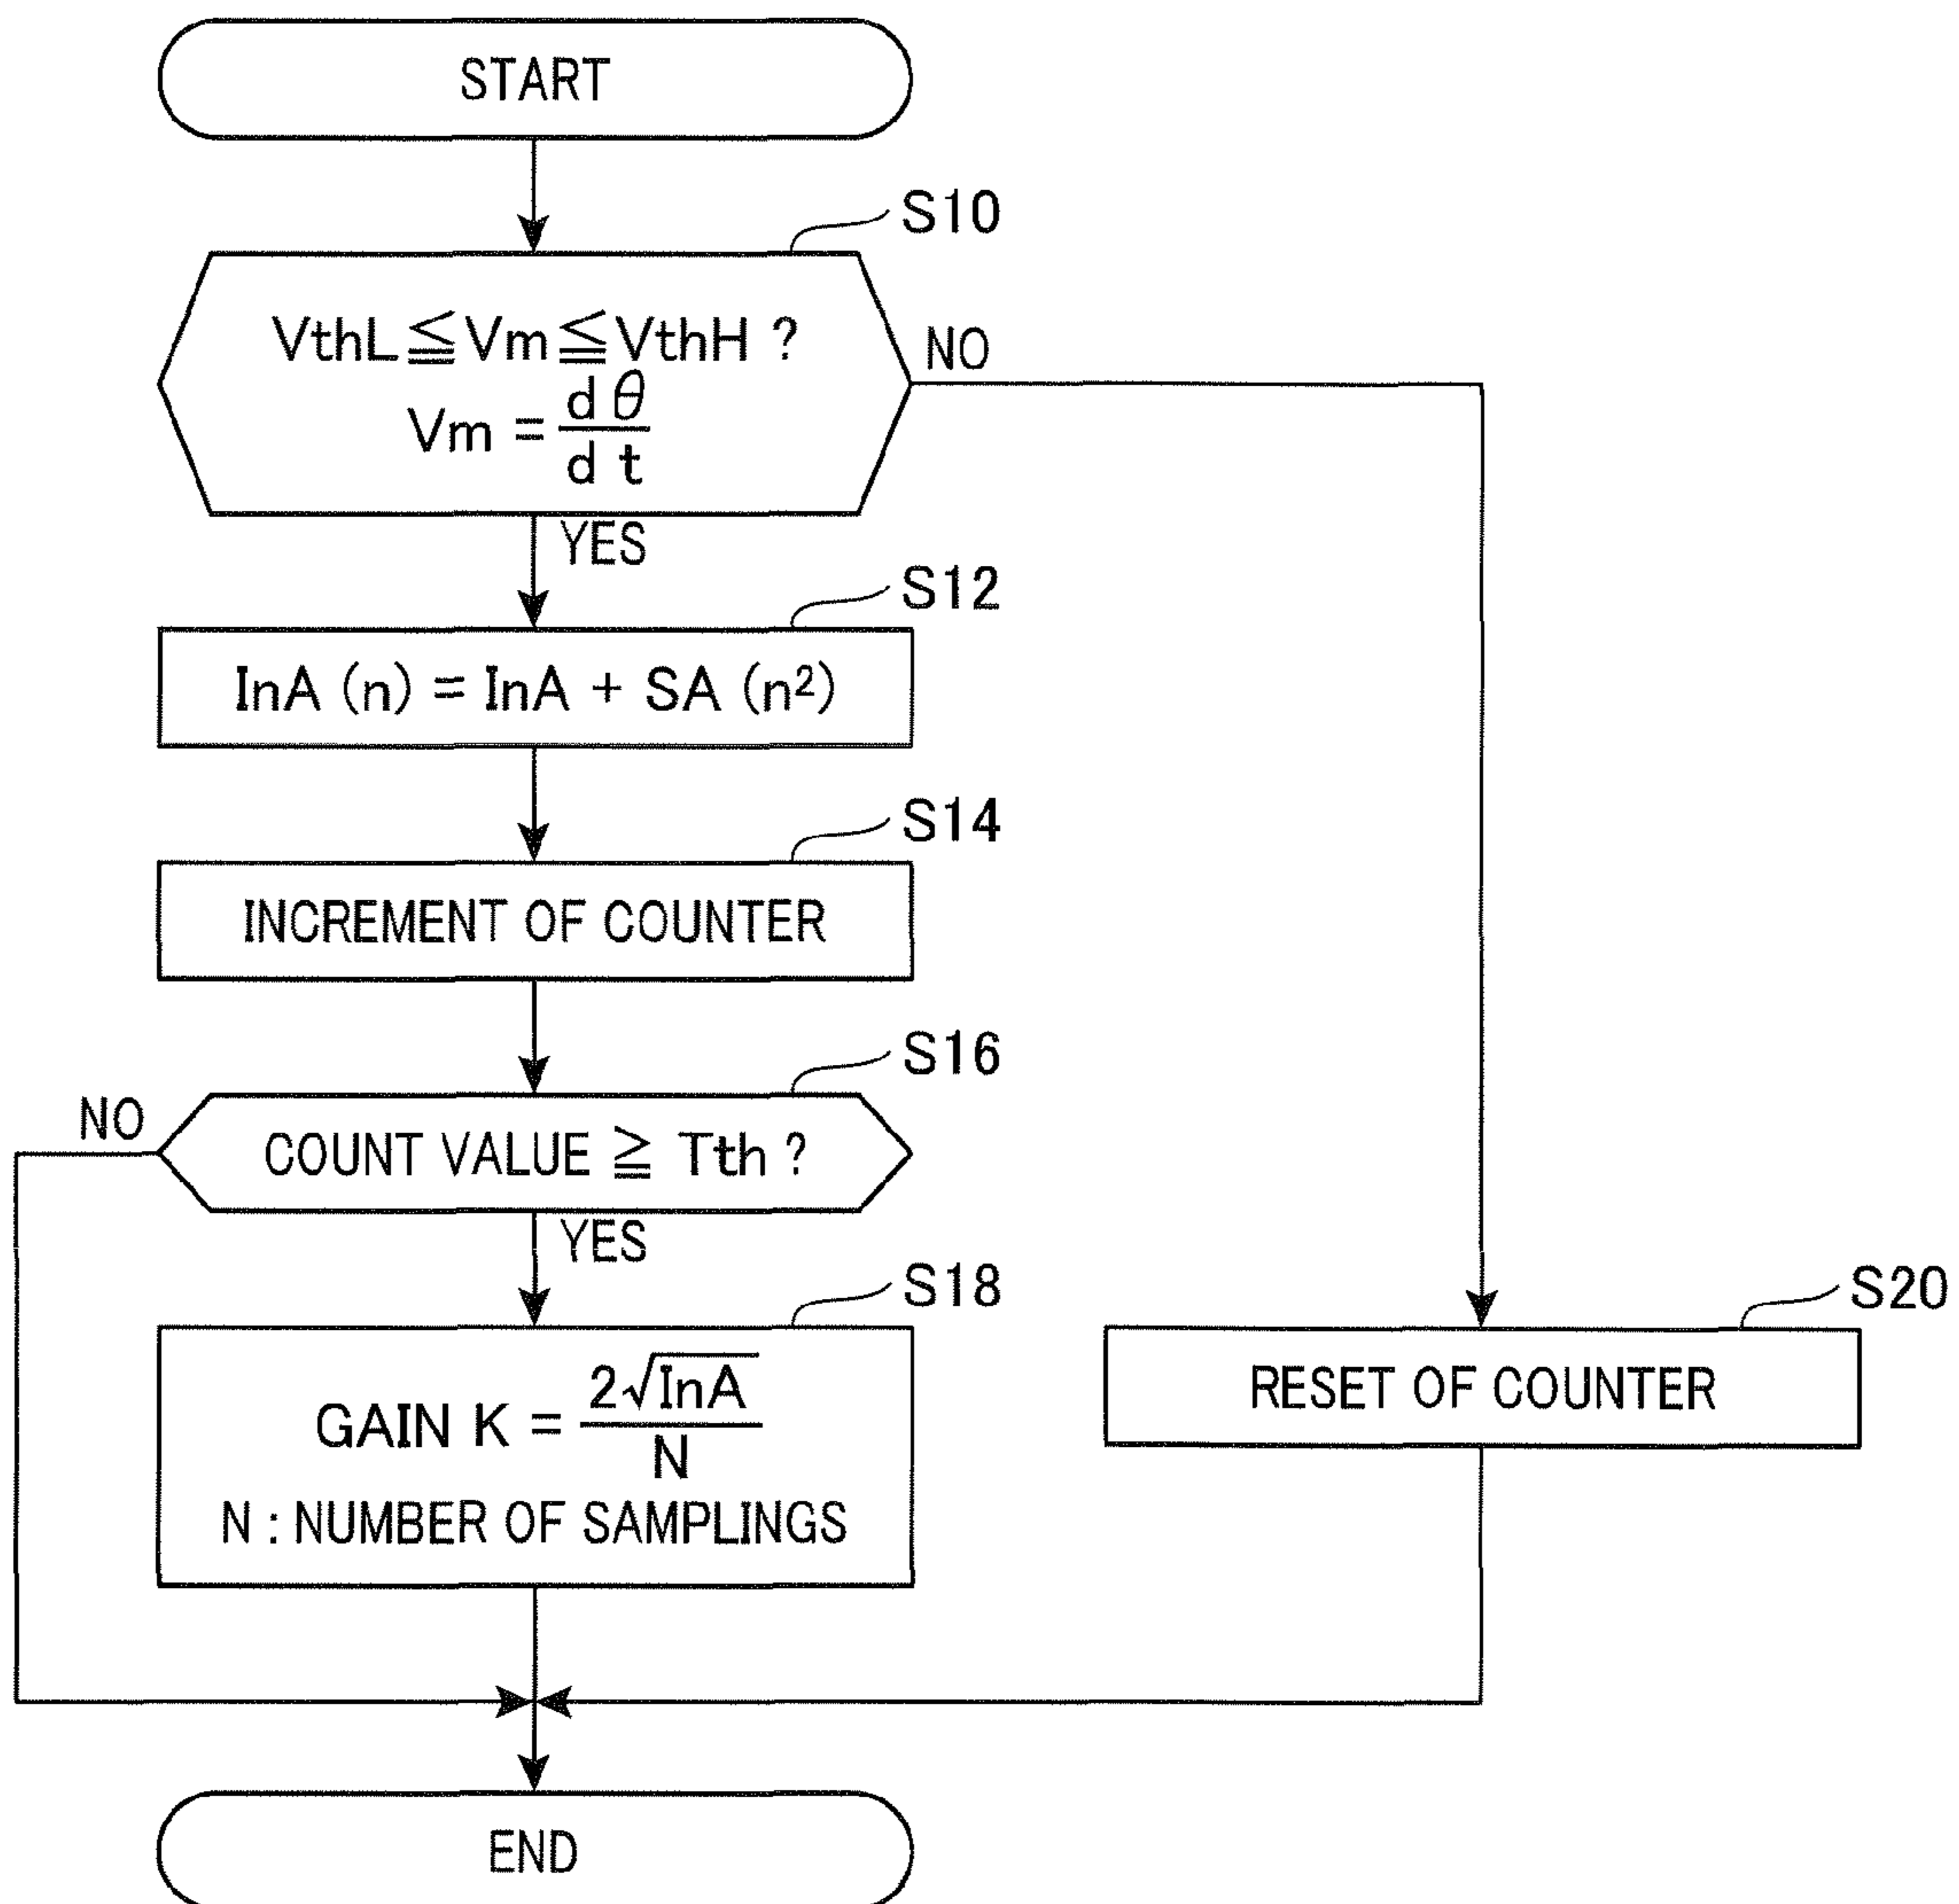 START
S10
VthL ≦ Vm ≦ VthH ?
NO
Vm = dθ/dt
YES
S12
InA (n) = InA + SA (n²)
S14
INCREMENT OF COUNTER
S16
NO
COUNT VALUE ≧ Tth ?
YES
S18
S20
GAIN K = 2√InA/N
RESET OF COUNTER
N : NUMBER OF SAMPLINGS
END